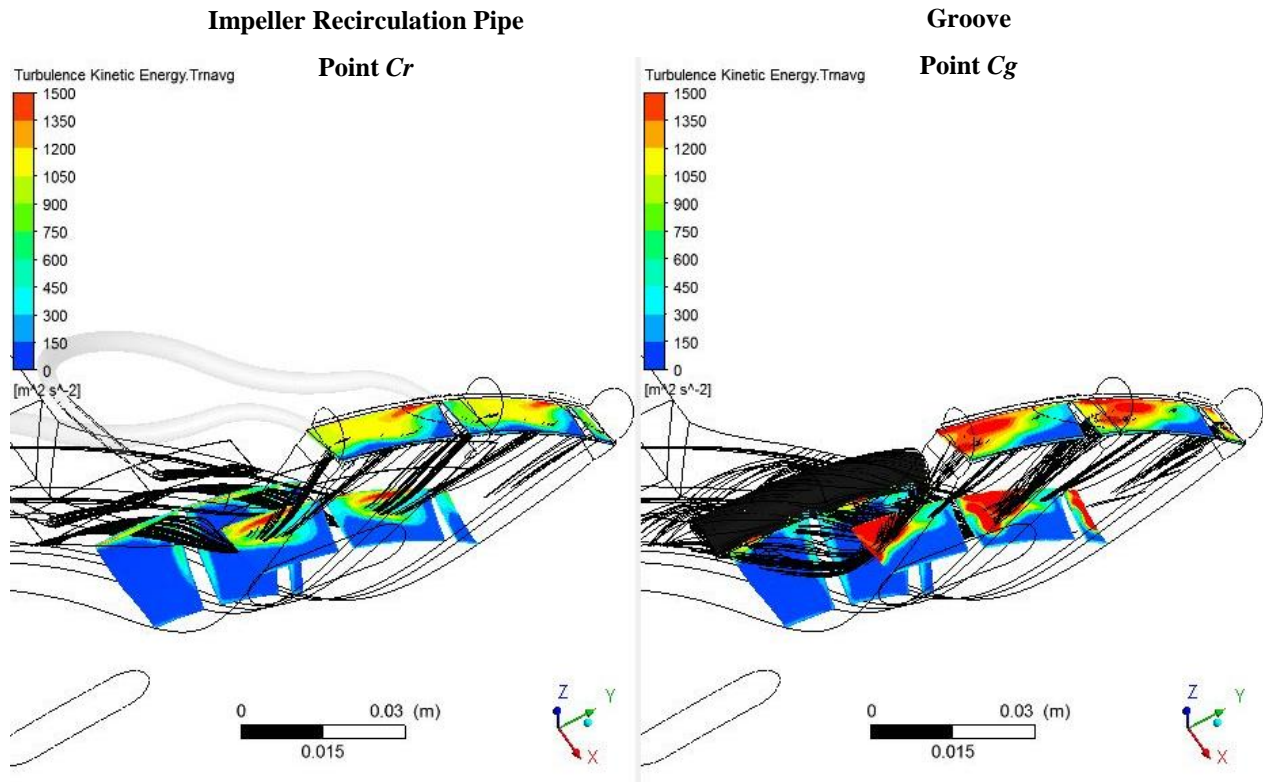 Impeller Recirculation Pipe
Point Cr
Turbulence Kinetic Energy.Trnavg
1500
1350
1200
1050
900
750
600
450
300
150
0
[m^2 s^-2]
0 0.03 (m)
0.015
Z
Y
X
Groove
Point Cg
Turbulence Kinetic Energy.Trnavg
1500
1350
1200
1050
900
750
600
450
300
150
0
[m^2 s^-2]
0 0.03 (m)
0.015
Z
Y
X